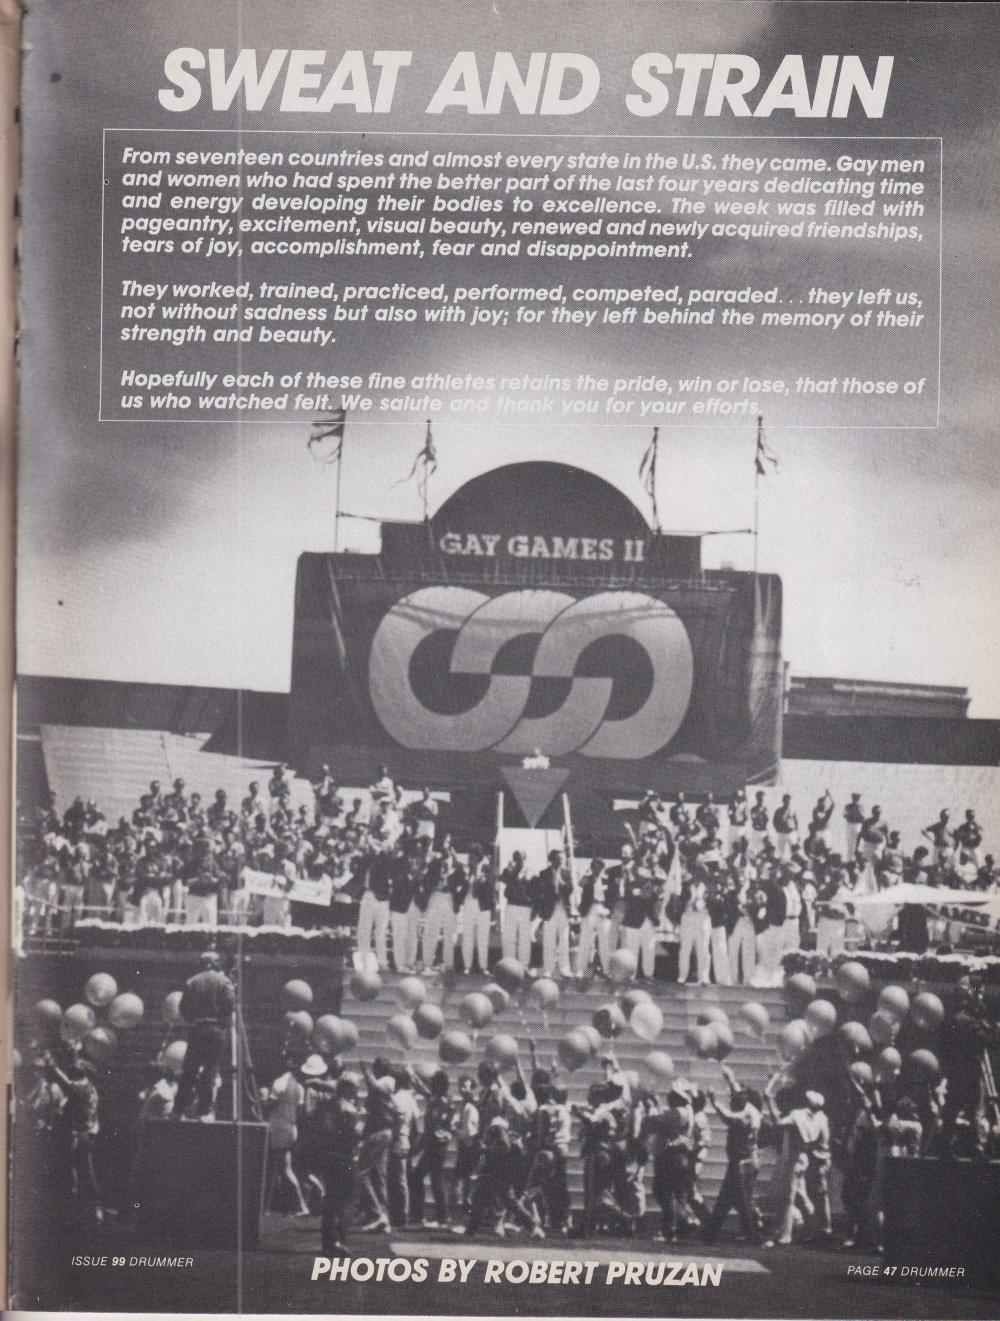 SWEAT AND STRAIN
From seventeen countries and almost every state in the U.S. they came. Gay men
and women who had spent the better part of the last four years dedicating time
and energy developing their bodies to excellence. The week was filled with
pageantry, excitement, visual beauty, renewed and newly acquired friendships,
tears of joy, accomplishment, fear and disappointment.
They worked, trained, practiced, performed, competed, paraded... they left us,
not without sadness but also with joy; for they left behind the memory of their
strength and beauty.
Hopefully each of these fine athletes retains the pride, win or lose, that those of
us who watched felt. We salute and thank you for your efforts.
GAY GAMES II
GAMES
ISSUE 99 DRUMMER
PHOTOS BY ROBERT PRUZAN
PAGE 47 DRUMMER